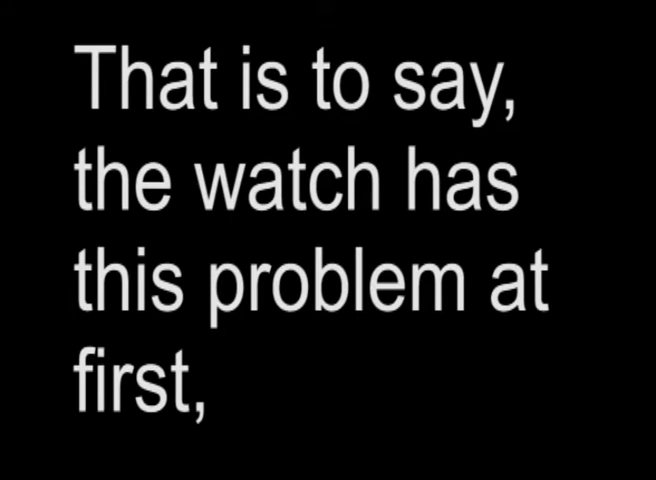 That is to say,
the watch has
this problem at
first,